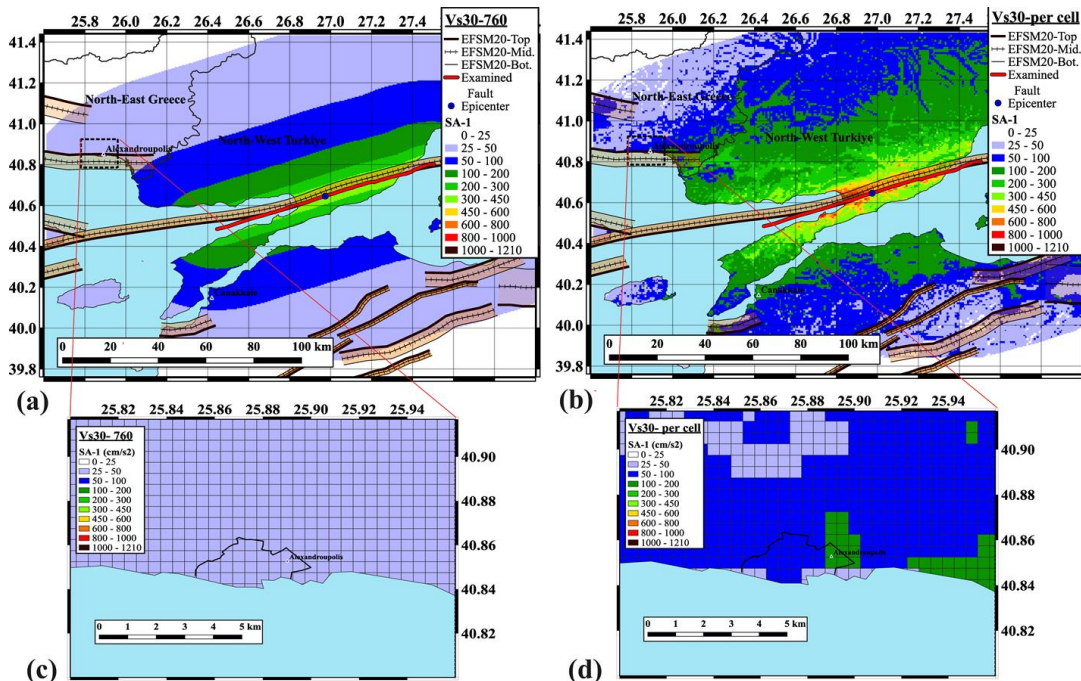 25.8 26.0 26.2 26.4 26.6 26.8 27.0 27.2 27.4
41.4
41.2
41.0
40.8
40.6
40.4
40.2
40.0
39.8
Vs30-760
EFSM20-Top
EFSM20-Mid.
EFSM20-Bot.
Examined
Fault
Epicenter
SA-1
0 - 25
25 - 50
50 - 100
100 - 200
200 - 300
300 - 450
450 - 600
600 - 800
800 - 1000
1000 - 1210
North-East Greece
North-West Turkiye
Alexandroupolis
Canakkale
0 20 40 60 80 100 km
(a)
25.8 26.0 26.2 26.4 26.6 26.8 27.0 27.2 27.4
41.4
41.2
41.0
40.8
40.6
40.4
40.2
40.0
39.8
Vs30-per cell
EFSM20-Top
EFSM20-Mid.
EFSM20-Bot.
Examined
Fault
Epicenter
SA-1
0 - 25
25 - 50
50 - 100
100 - 200
200 - 300
300 - 450
450 - 600
600 - 800
800 - 1000
1000 - 1210
North-East Greece
North-West Turkiye
Alexandroupolis
Canakkale
0 20 40 60 80 100 km
(b)
25.82 25.84 25.86 25.88 25.90 25.92 25.94
Vs30- 760
SA-1 (cm/s2)
0 - 25
25 - 50
50 - 100
100 - 200
200 - 300
300 - 450
450 - 600
600 - 800
800 - 1000
1000 - 1210
40.90
40.88
40.86
40.84
40.82
Alexandroupolis
0 1 2 3 4 5 km
(c)
25.82 25.84 25.86 25.88 25.90 25.92 25.94
Vs30- per cell
SA-1 (cm/s2)
0 - 25
25 - 50
50 - 100
100 - 200
200 - 300
300 - 450
450 - 600
600 - 800
800 - 1000
1000 - 1210
40.90
40.88
40.86
40.84
40.82
Alexandroupolis
0 1 2 3 4 5 km
(d)